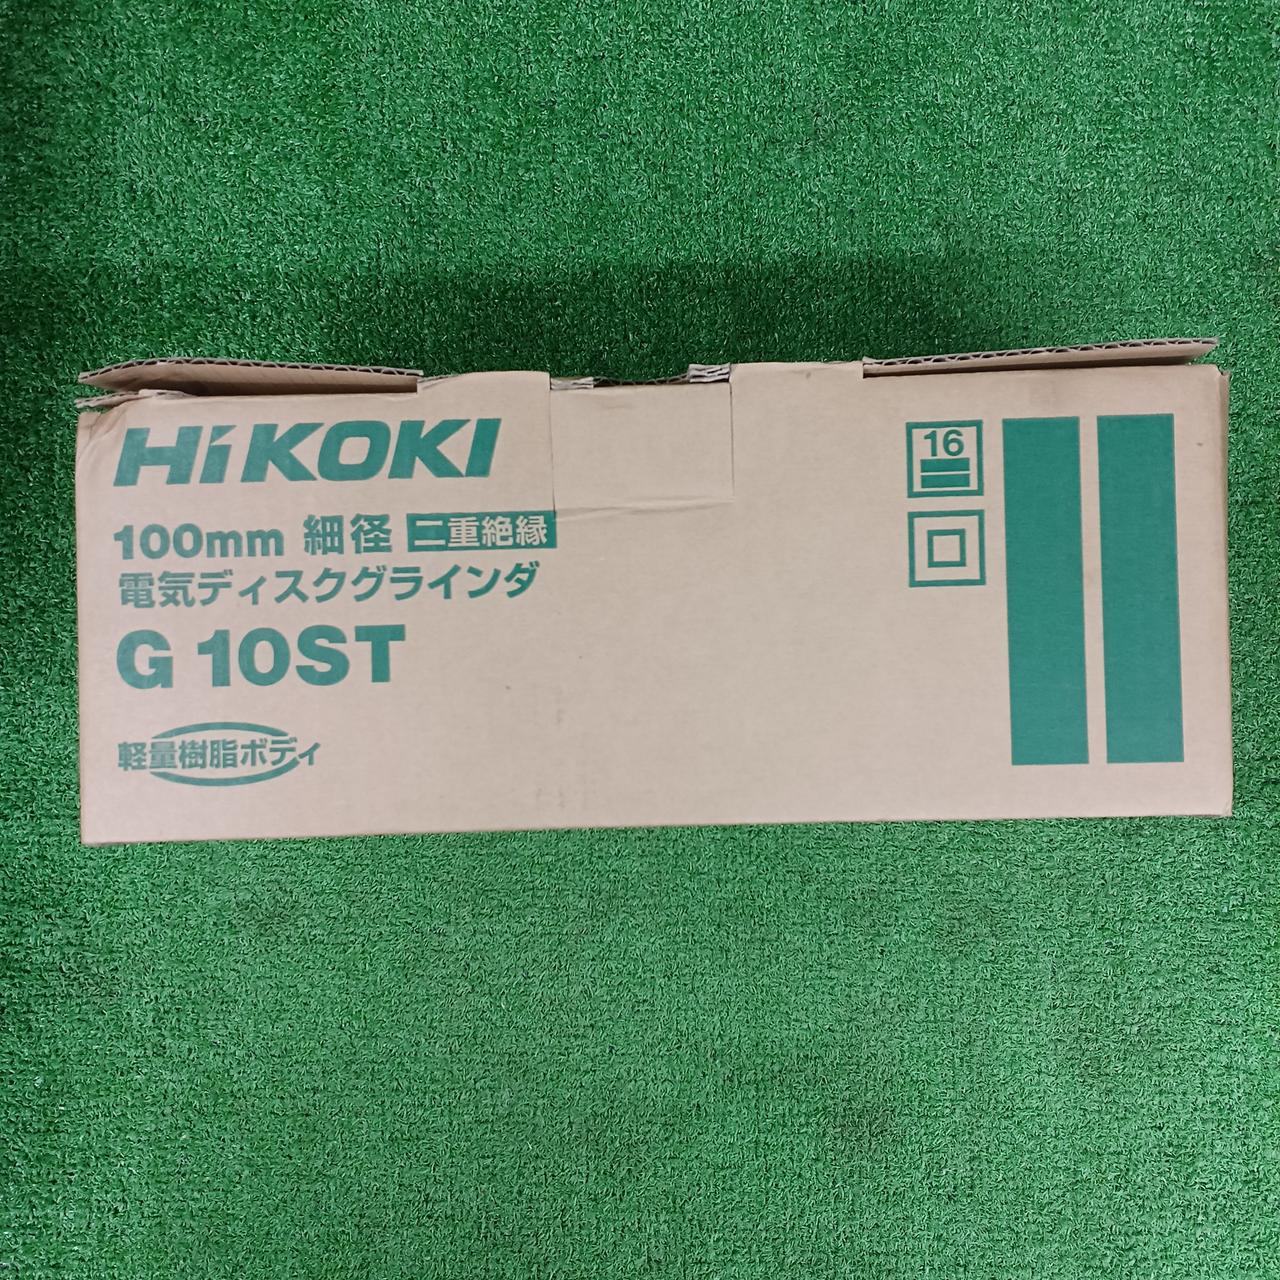 HiKOKI
100mm 細径 二重絶縁
電気ディスクグラインダ
G 10ST
軽量樹脂ボディ
16